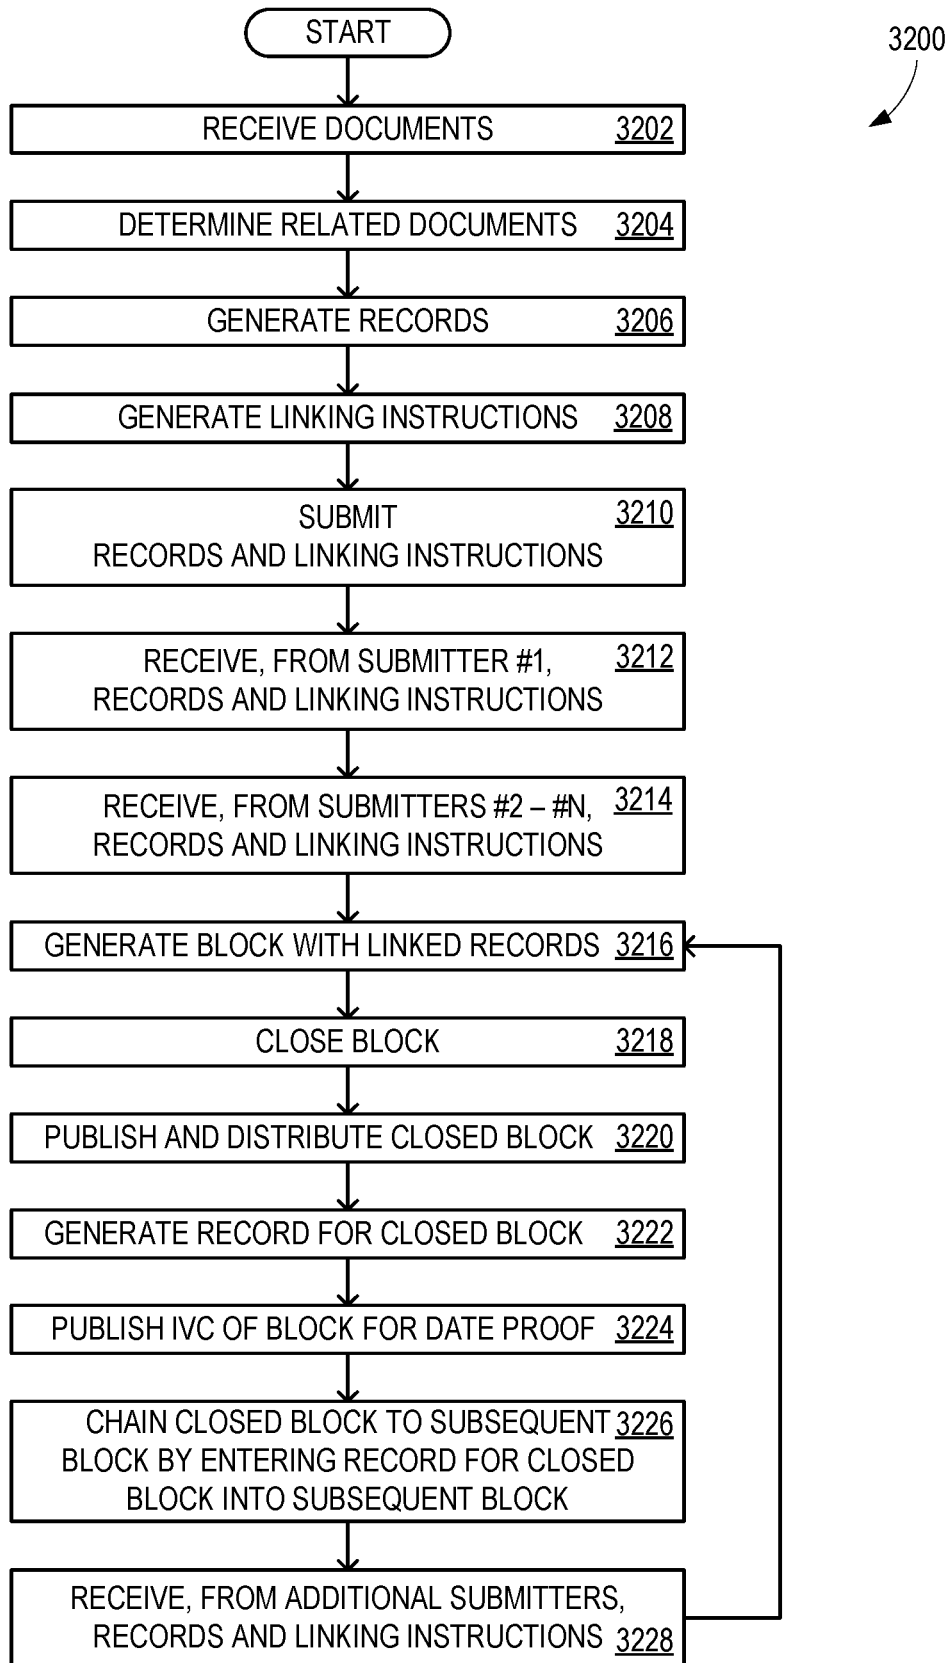 START
3200
RECEIVE DOCUMENTS 3202
DETERMINE RELATED DOCUMENTS 3204
GENERATE RECORDS 3206
GENERATE LINKING INSTRUCTIONS 3208
SUBMIT 3210
RECORDS AND LINKING INSTRUCTIONS
RECEIVE, FROM SUBMITTER #1, 3212
RECORDS AND LINKING INSTRUCTIONS
RECEIVE, FROM SUBMITTERS #2 – #N, 3214
RECORDS AND LINKING INSTRUCTIONS
GENERATE BLOCK WITH LINKED RECORDS 3216
CLOSE BLOCK 3218
PUBLISH AND DISTRIBUTE CLOSED BLOCK 3220
GENERATE RECORD FOR CLOSED BLOCK 3222
PUBLISH IVC OF BLOCK FOR DATE PROOF 3224
CHAIN CLOSED BLOCK TO SUBSEQUENT 3226
BLOCK BY ENTERING RECORD FOR CLOSED
BLOCK INTO SUBSEQUENT BLOCK
RECEIVE, FROM ADDITIONAL SUBMITTERS,
RECORDS AND LINKING INSTRUCTIONS 3228